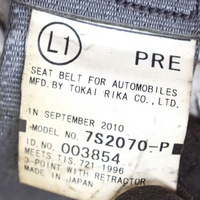 L1 PRE
SEAT BELT FOR AUTOMOBILES
MFD. BY TOKAI RIKA CO., LTD.
IN SEPTEMBER 2010
MODEL NO. 7S2070-P
ID.NO. 003854
MEETS TIS. 721-1996
3-POINT WITH RETRACTOR
MADE IN JAPAN